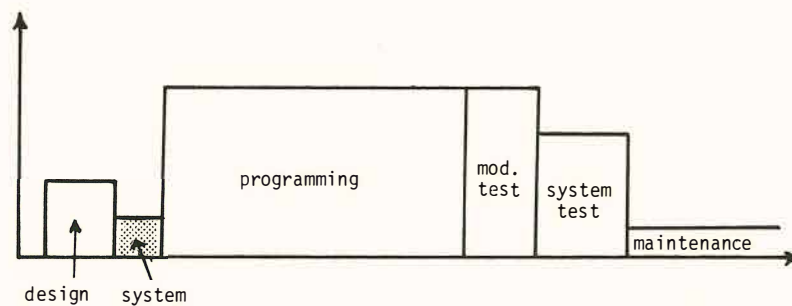 programming
mod.
test
system
test
maintenance
design
system